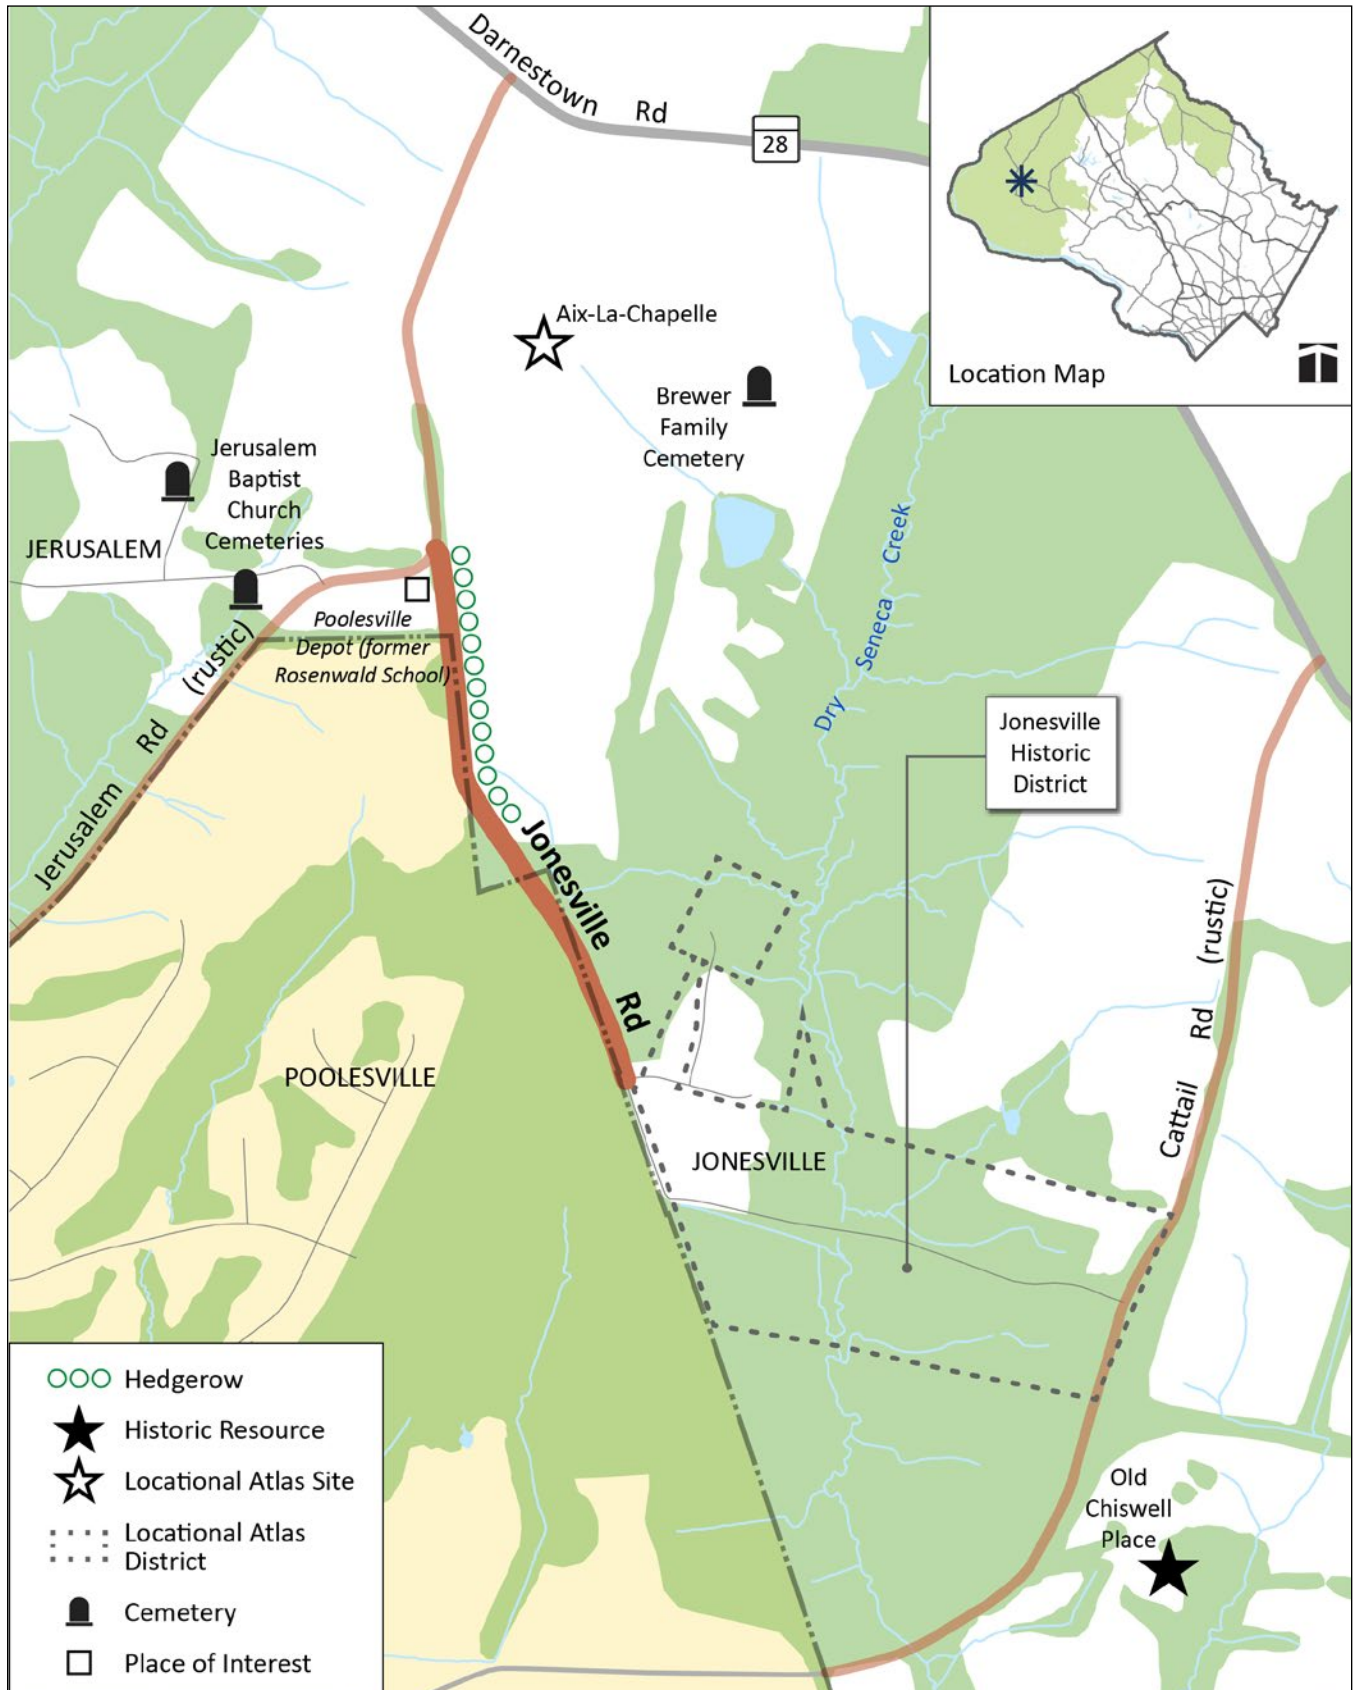 Darnestown Rd
28
Location Map
Aix-La-Chapelle
Brewer
Family
Cemetery
Jerusalem
Baptist
Church
Cemeteries
JERUSALEM
Poolesville
Depot (former
Rosenwald School)
Jerusalem Rd (rustic)
Dry Seneca Creek
Jonesville
Historic
District
Jonesville Rd
Cattail Rd (rustic)
POOLESVILLE
JONESVILLE
Old
Chiswell
Place
Hedgerow
Historic Resource
Locational Atlas Site
Locational Atlas
District
Cemetery
Place of Interest